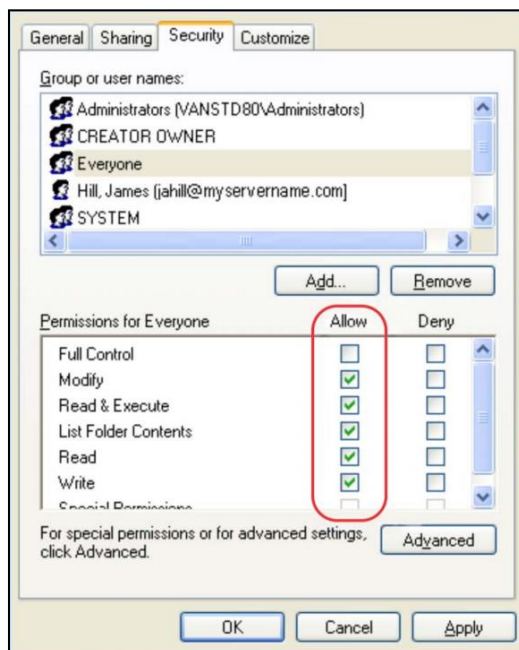 General Sharing Security Customize
Group or user names:
Administrators (VANSTD80\Administrators)
CREATOR OWNER
Everyone
Hill, James (jahill@myservername.com]
SYSTEM
Add... Remove
Permissions for Everyone Allow Deny
Full Control
Modify
Read & Execute
List Folder Contents
Read
Write
Special Permissions
For special permissions or for advanced settings,
click Advanced.
Advanced
OK Cancel Apply